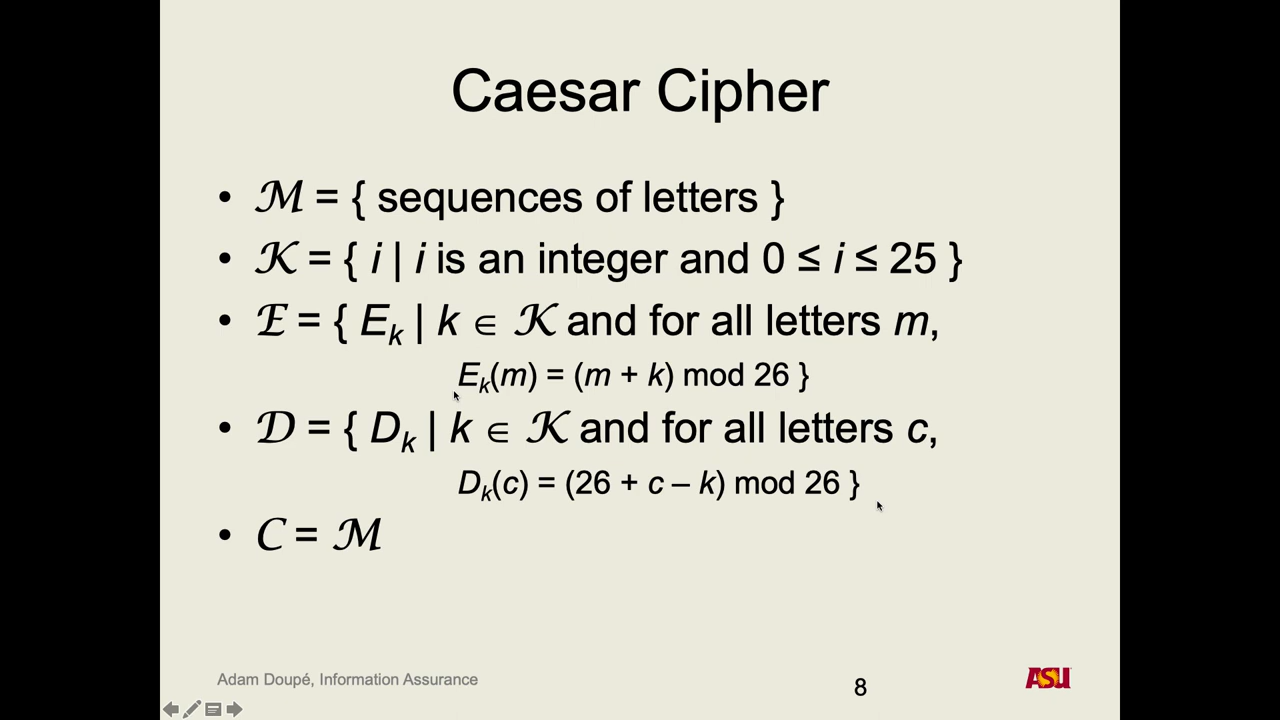 Caesar Cipher
• ℳ = { sequences of letters }
• 𝒦 = { i | i is an integer and 0 ≤ i ≤ 25 }
• ℰ = { Eₖ | k ∈ 𝒦 and for all letters m,
Eₖ(m) = (m + k) mod 26 }
• 𝒟 = { Dₖ | k ∈ 𝒦 and for all letters c,
Dₖ(c) = (26 + c – k) mod 26 }
• 𝒞 = ℳ
Adam Doupé, Information Assurance
8
ASU